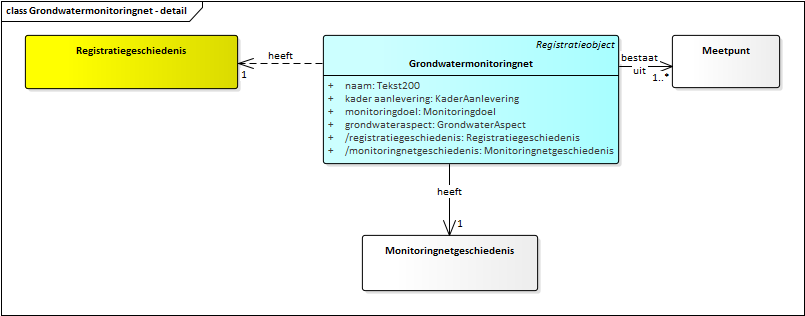 class Grondwatermonitoringnet - detail
Registratiegeschiedenis
heeft
1
Registratieobject
Grondwatermonitoringnet
+ naam: Tekst200
+ kader aanlevering: KaderAanlevering
+ monitoringdoel: Monitoringdoel
+ grondwateraspect: GrondwaterAspect
+ /registratiegeschiedenis: Registratiegeschiedenis
+ /monitoringnetgeschiedenis: Monitoringnetgeschiedenis
bestaat
uit
1..*
Meetpunt
heeft
1
Monitoringnetgeschiedenis